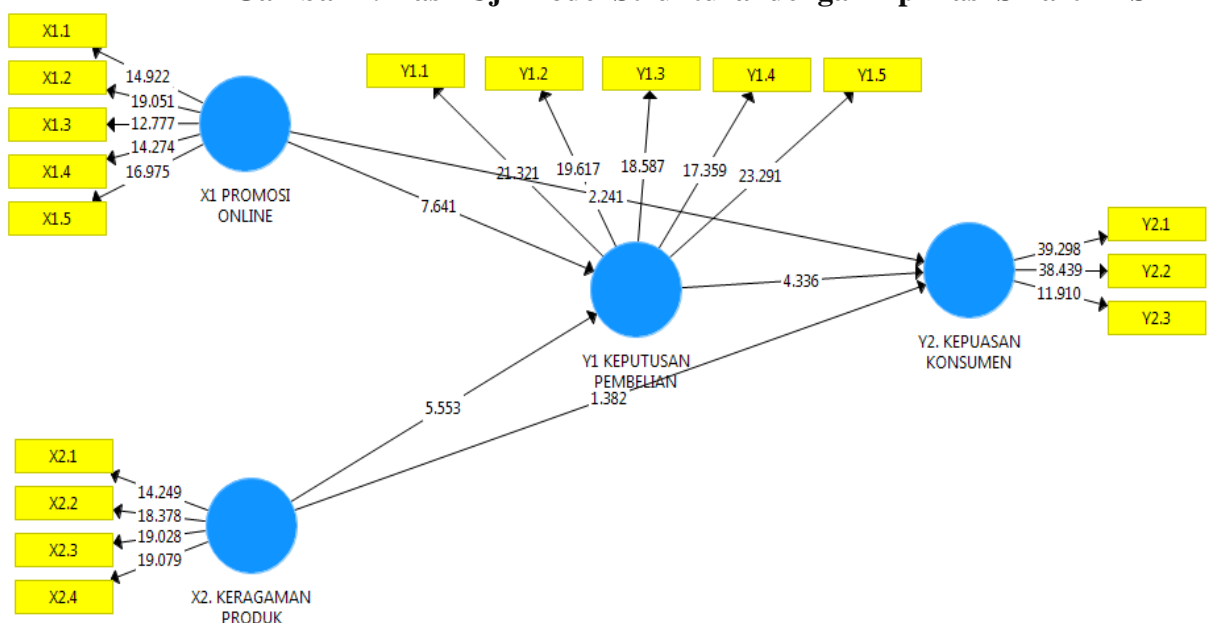 X1.1
X1.2
X1.3
X1.4
X1.5
14.922
19.051
12.777
14.274
16.975
X1 PROMOSI
ONLINE
Y1.1
Y1.2
Y1.3
Y1.4
Y1.5
21.321
19.617
18.587
17.359
23.291
2.241
7.641
Y1 KEPUTUSAN
PEMBELIAN
4.336
5.553
1.382
Y2.1
Y2.2
Y2.3
39.298
38.439
11.910
Y2. KEPUASAN
KONSUMEN
X2.1
X2.2
X2.3
X2.4
14.249
18.378
19.028
19.079
X2. KERAGAMAN
PRODUK